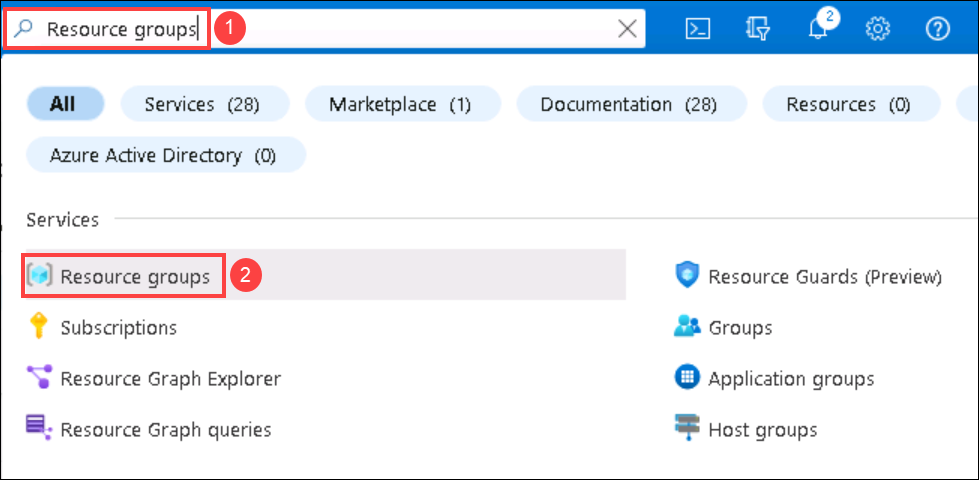 Resource groups 1
2
All Services (28) Marketplace (1) Documentation (28) Resources (0)
Azure Active Directory (0)
Services
Resource groups 2 Resource Guards (Preview)
Subscriptions Groups
Resource Graph Explorer Application groups
Resource Graph queries Host groups